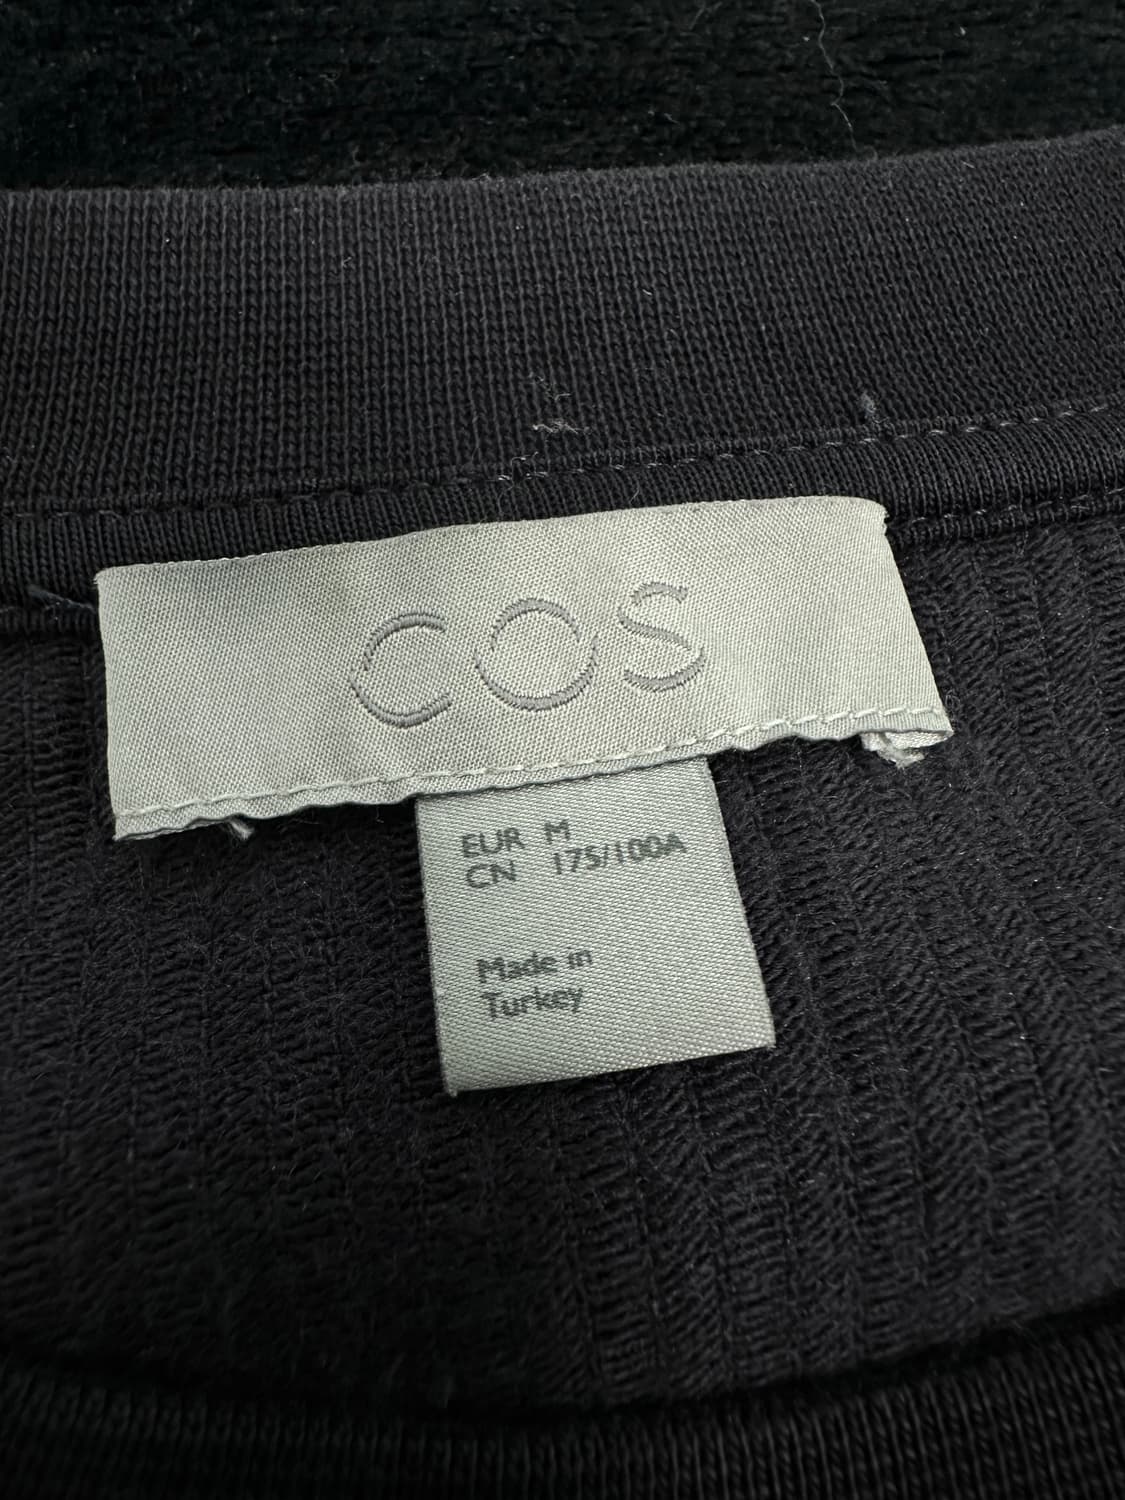 COS
EUR M
CN 175/100A
Made in
Turkey